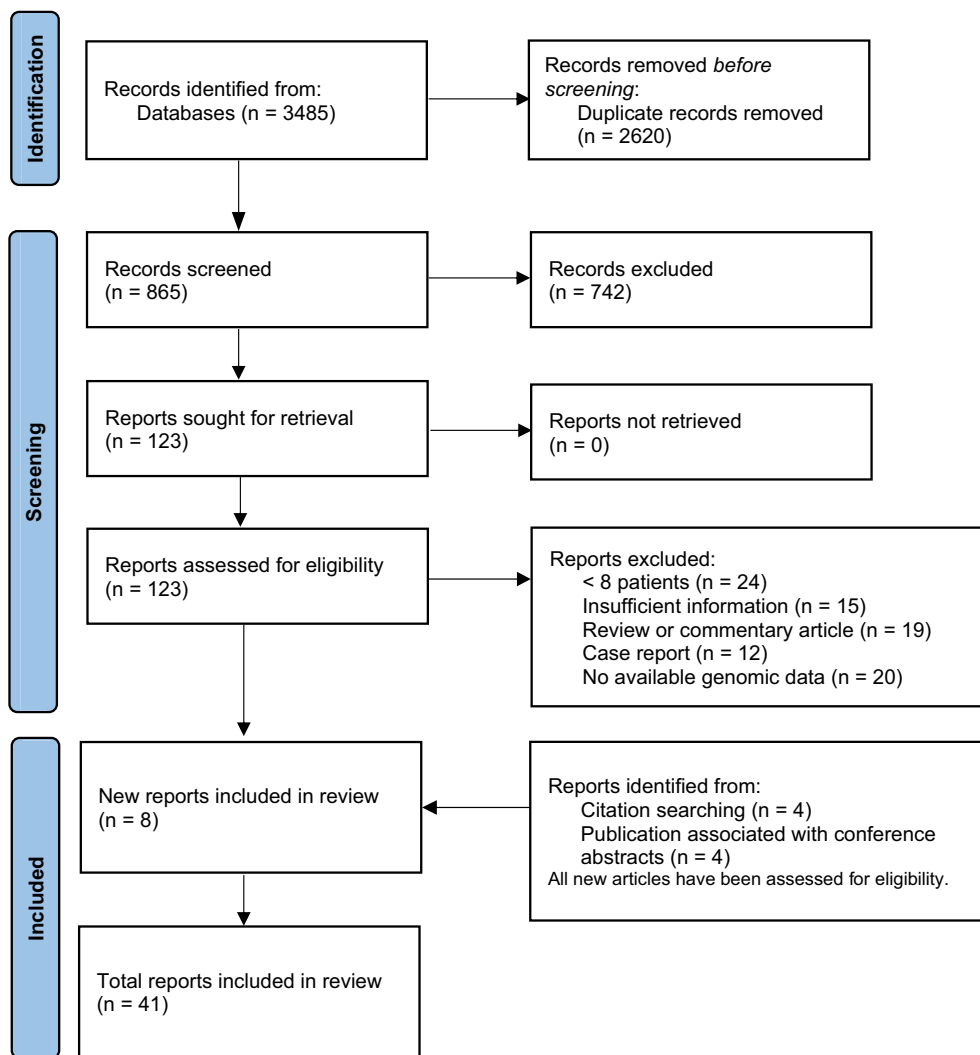 Identification
Records identified from:
Databases (n = 3485)
Records removed before
screening:
Duplicate records removed
(n = 2620)
Screening
Records screened
(n = 865)
Records excluded
(n = 742)
Reports sought for retrieval
(n = 123)
Reports not retrieved
(n = 0)
Reports assessed for eligibility
(n = 123)
Reports excluded:
< 8 patients (n = 24)
Insufficient information (n = 15)
Review or commentary article (n = 19)
Case report (n = 12)
No available genomic data (n = 20)
Included
New reports included in review
(n = 8)
Reports identified from:
Citation searching (n = 4)
Publication associated with conference
abstracts (n = 4)
All new articles have been assessed for eligibility.
Total reports included in review
(n = 41)